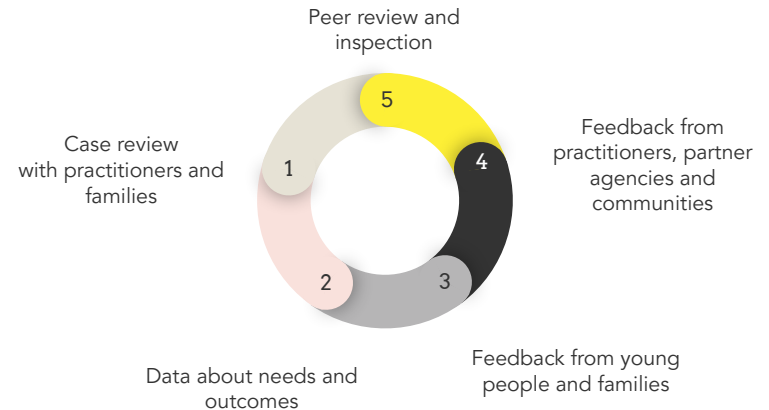 Peer review and
inspection
5
Case review
with practitioners and
families
1
4
Feedback from
practitioners, partner
agencies and
communities
2
3
Data about needs and
outcomes
Feedback from young
people and families